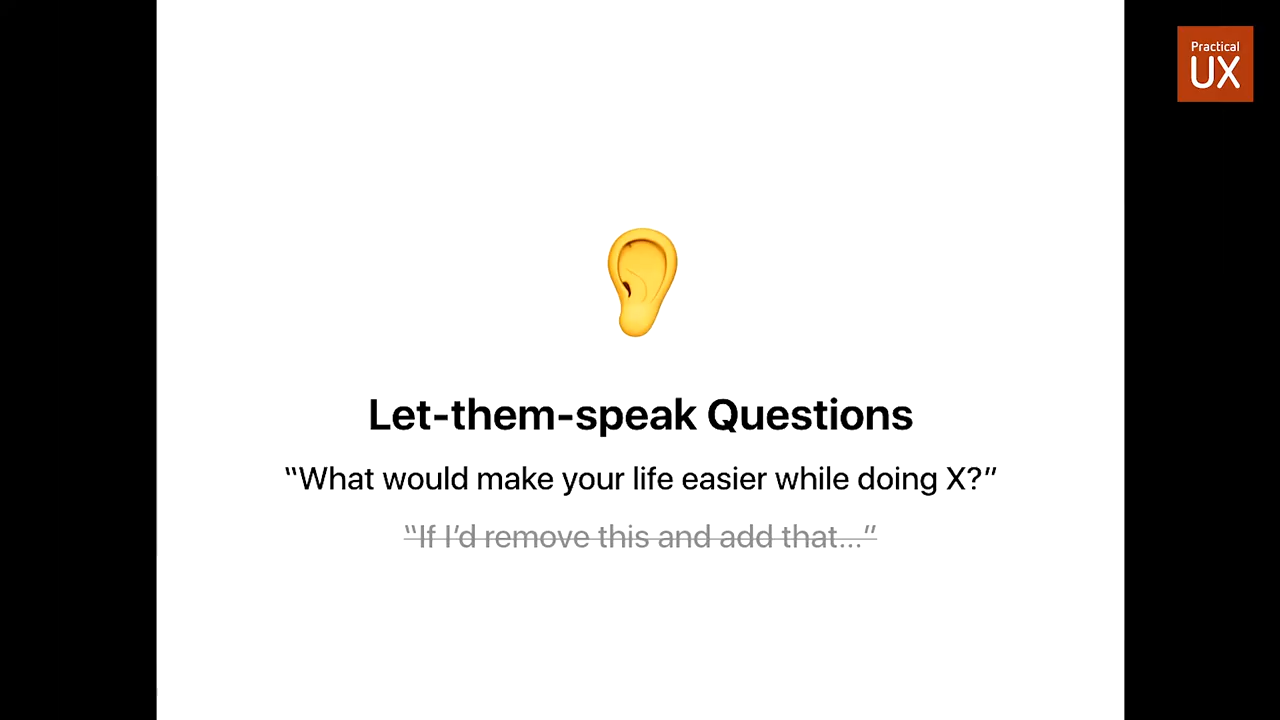 Practical
UX
Let-them-speak Questions
“What would make your life easier while doing X?”
“If I’d remove this and add that...”